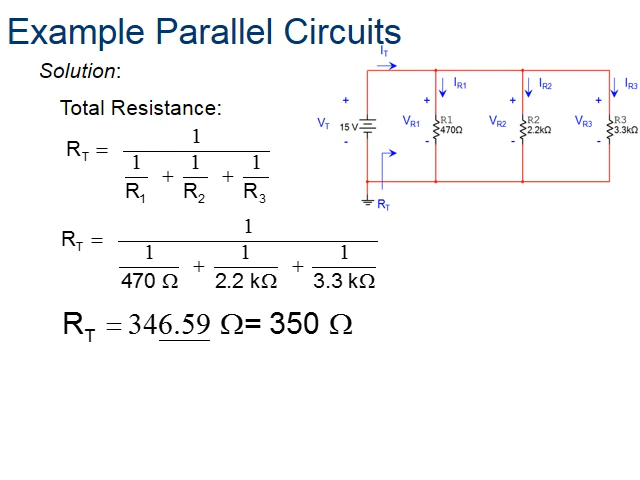 Example Parallel Circuits
Solution:
Total Resistance:
R_T = 1 / (1/R_1 + 1/R_2 + 1/R_3)
R_T = 1 / (1/470 Ω + 1/2.2 kΩ + 1/3.3 kΩ)
R_T = 346.59 Ω= 350 Ω
I_T
I_R1
I_R2
I_R3
+ + + +
V_T 15 V
V_R1 R1
470Ω
V_R2 R2
2.2kΩ
V_R3 R3
3.3kΩ
- - - -
R_T